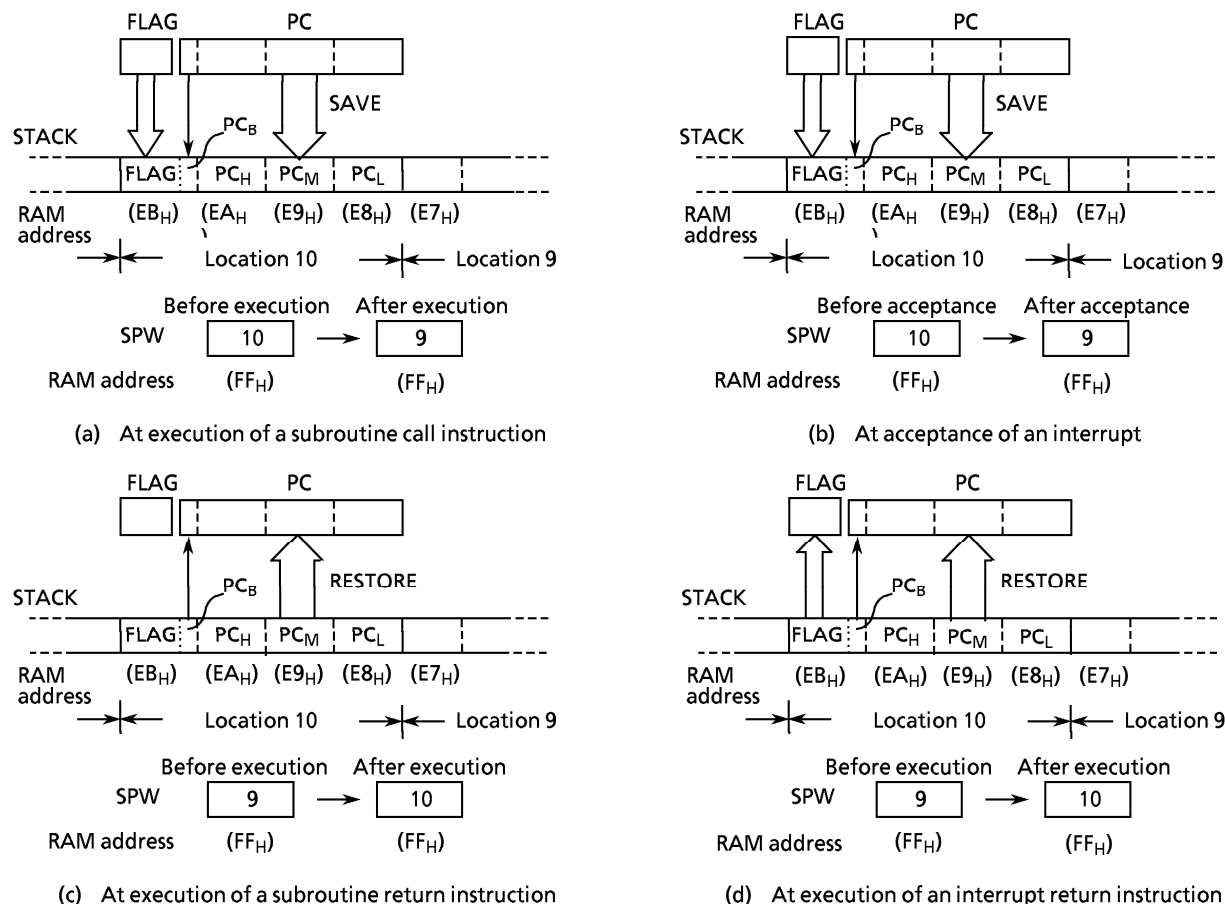 FLAG PC
SAVE
PCB
STACK
FLAG PCH PCM PCL
RAM address (EBH) (EAH) (E9H) (E8H) (E7H)
Location 10 Location 9
Before execution After execution
SPW 10 9
RAM address (FFH) (FFH)
(a) At execution of a subroutine call instruction
FLAG PC
SAVE
PCB
STACK
FLAG PCH PCM PCL
RAM address (EBH) (EAH (E9H) (E8H) (E7H)
Location 10 Location 9
Before acceptance After acceptance
SPW 10 9
RAM address (FFH) (FFH)
(b) At acceptance of an interrupt
FLAG PC
RESTORE
PCB
STACK
FLAG PCH PCM PCL
RAM address (EBH) (EAH) (E9H) (E8H) (E7H)
Location 10 Location 9
Before execution After execution
SPW 9 10
RAM address (FFH) (FFH)
(c) At execution of a subroutine return instruction
FLAG PC
RESTORE
PCB
STACK
FLAG PCH PCM PCL
RAM address (EBH) (EAH) (E9H) (E8H) (E7H)
Location 10 Location 9
Before execution After execution
SPW 9 10
RAM address (FFH) (FFH)
(d) At execution of an interrupt return instruction